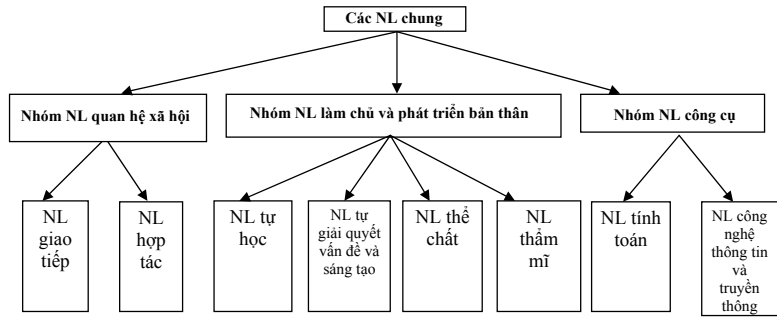 Các NL chung
Nhóm NL quan hệ xã hội
Nhóm NL làm chủ và phát triển bản thân
Nhóm NL công cụ
NL
giao
tiếp
NL
hợp
tác
NL tự
học
NL tự
giải quyết
vấn đề và
sáng tạo
NL thể
chất
NL
thẩm
mĩ
NL tính
toán
NL công
nghệ
thông tin
và
truyền
thông